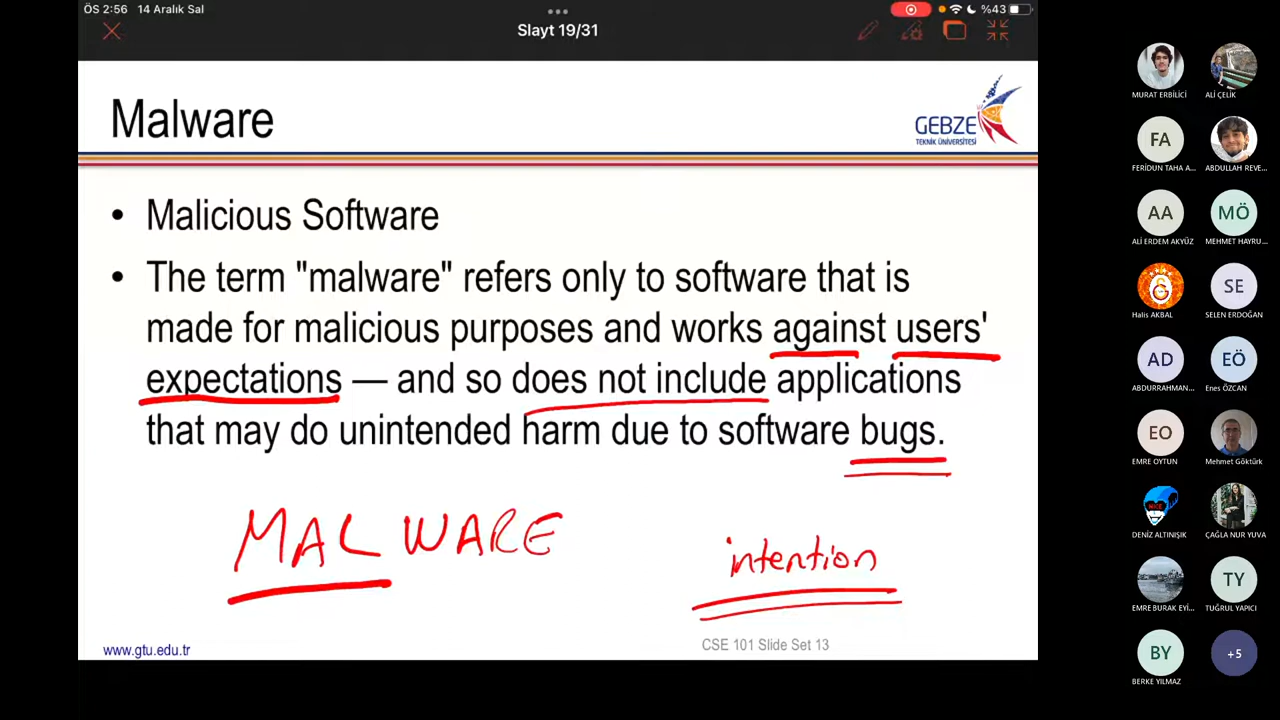 ÖS 2:56 14 Aralık Sal
%43
Slayt 19/31
Malware
GEBZE
TEKNİK ÜNİVERSİTESİ
• Malicious Software
• The term "malware" refers only to software that is
made for malicious purposes and works against users'
expectations — and so does not include applications
that may do unintended harm due to software bugs.
MALWARE
intention
www.gtu.edu.tr
CSE 101 Slide Set 13
MURAT ERBİLİCİ
ALİ ÇELİK
FA
FERİDUN TAHA A...
ABDULLAH REVE...
AA
ALİ ERDEM AKYÜZ
MÖ
MEHMET HAYRU...
Halis AKBAL
SE
SELEN ERDOĞAN
AD
ABDURRAHMAN...
EÖ
Enes ÖZCAN
EO
EMRE OYTUN
Mehmet Göktürk
DENİZ ALTINIŞIK
ÇAĞLA NUR YUVA
EMRE BURAK EYİ...
TY
TUĞRUL YAPICI
BY
BERKE YILMAZ
+5